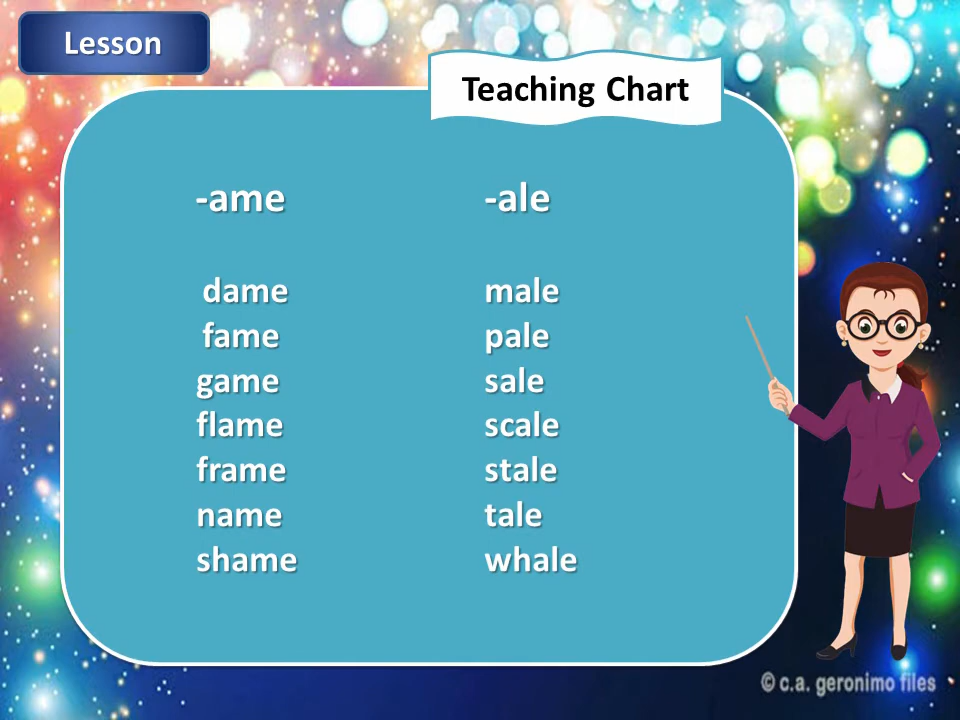 Lesson
Teaching Chart
-ame -ale
dame male
fame pale
game sale
flame scale
frame stale
name tale
shame whale
© c.a. geronimo files